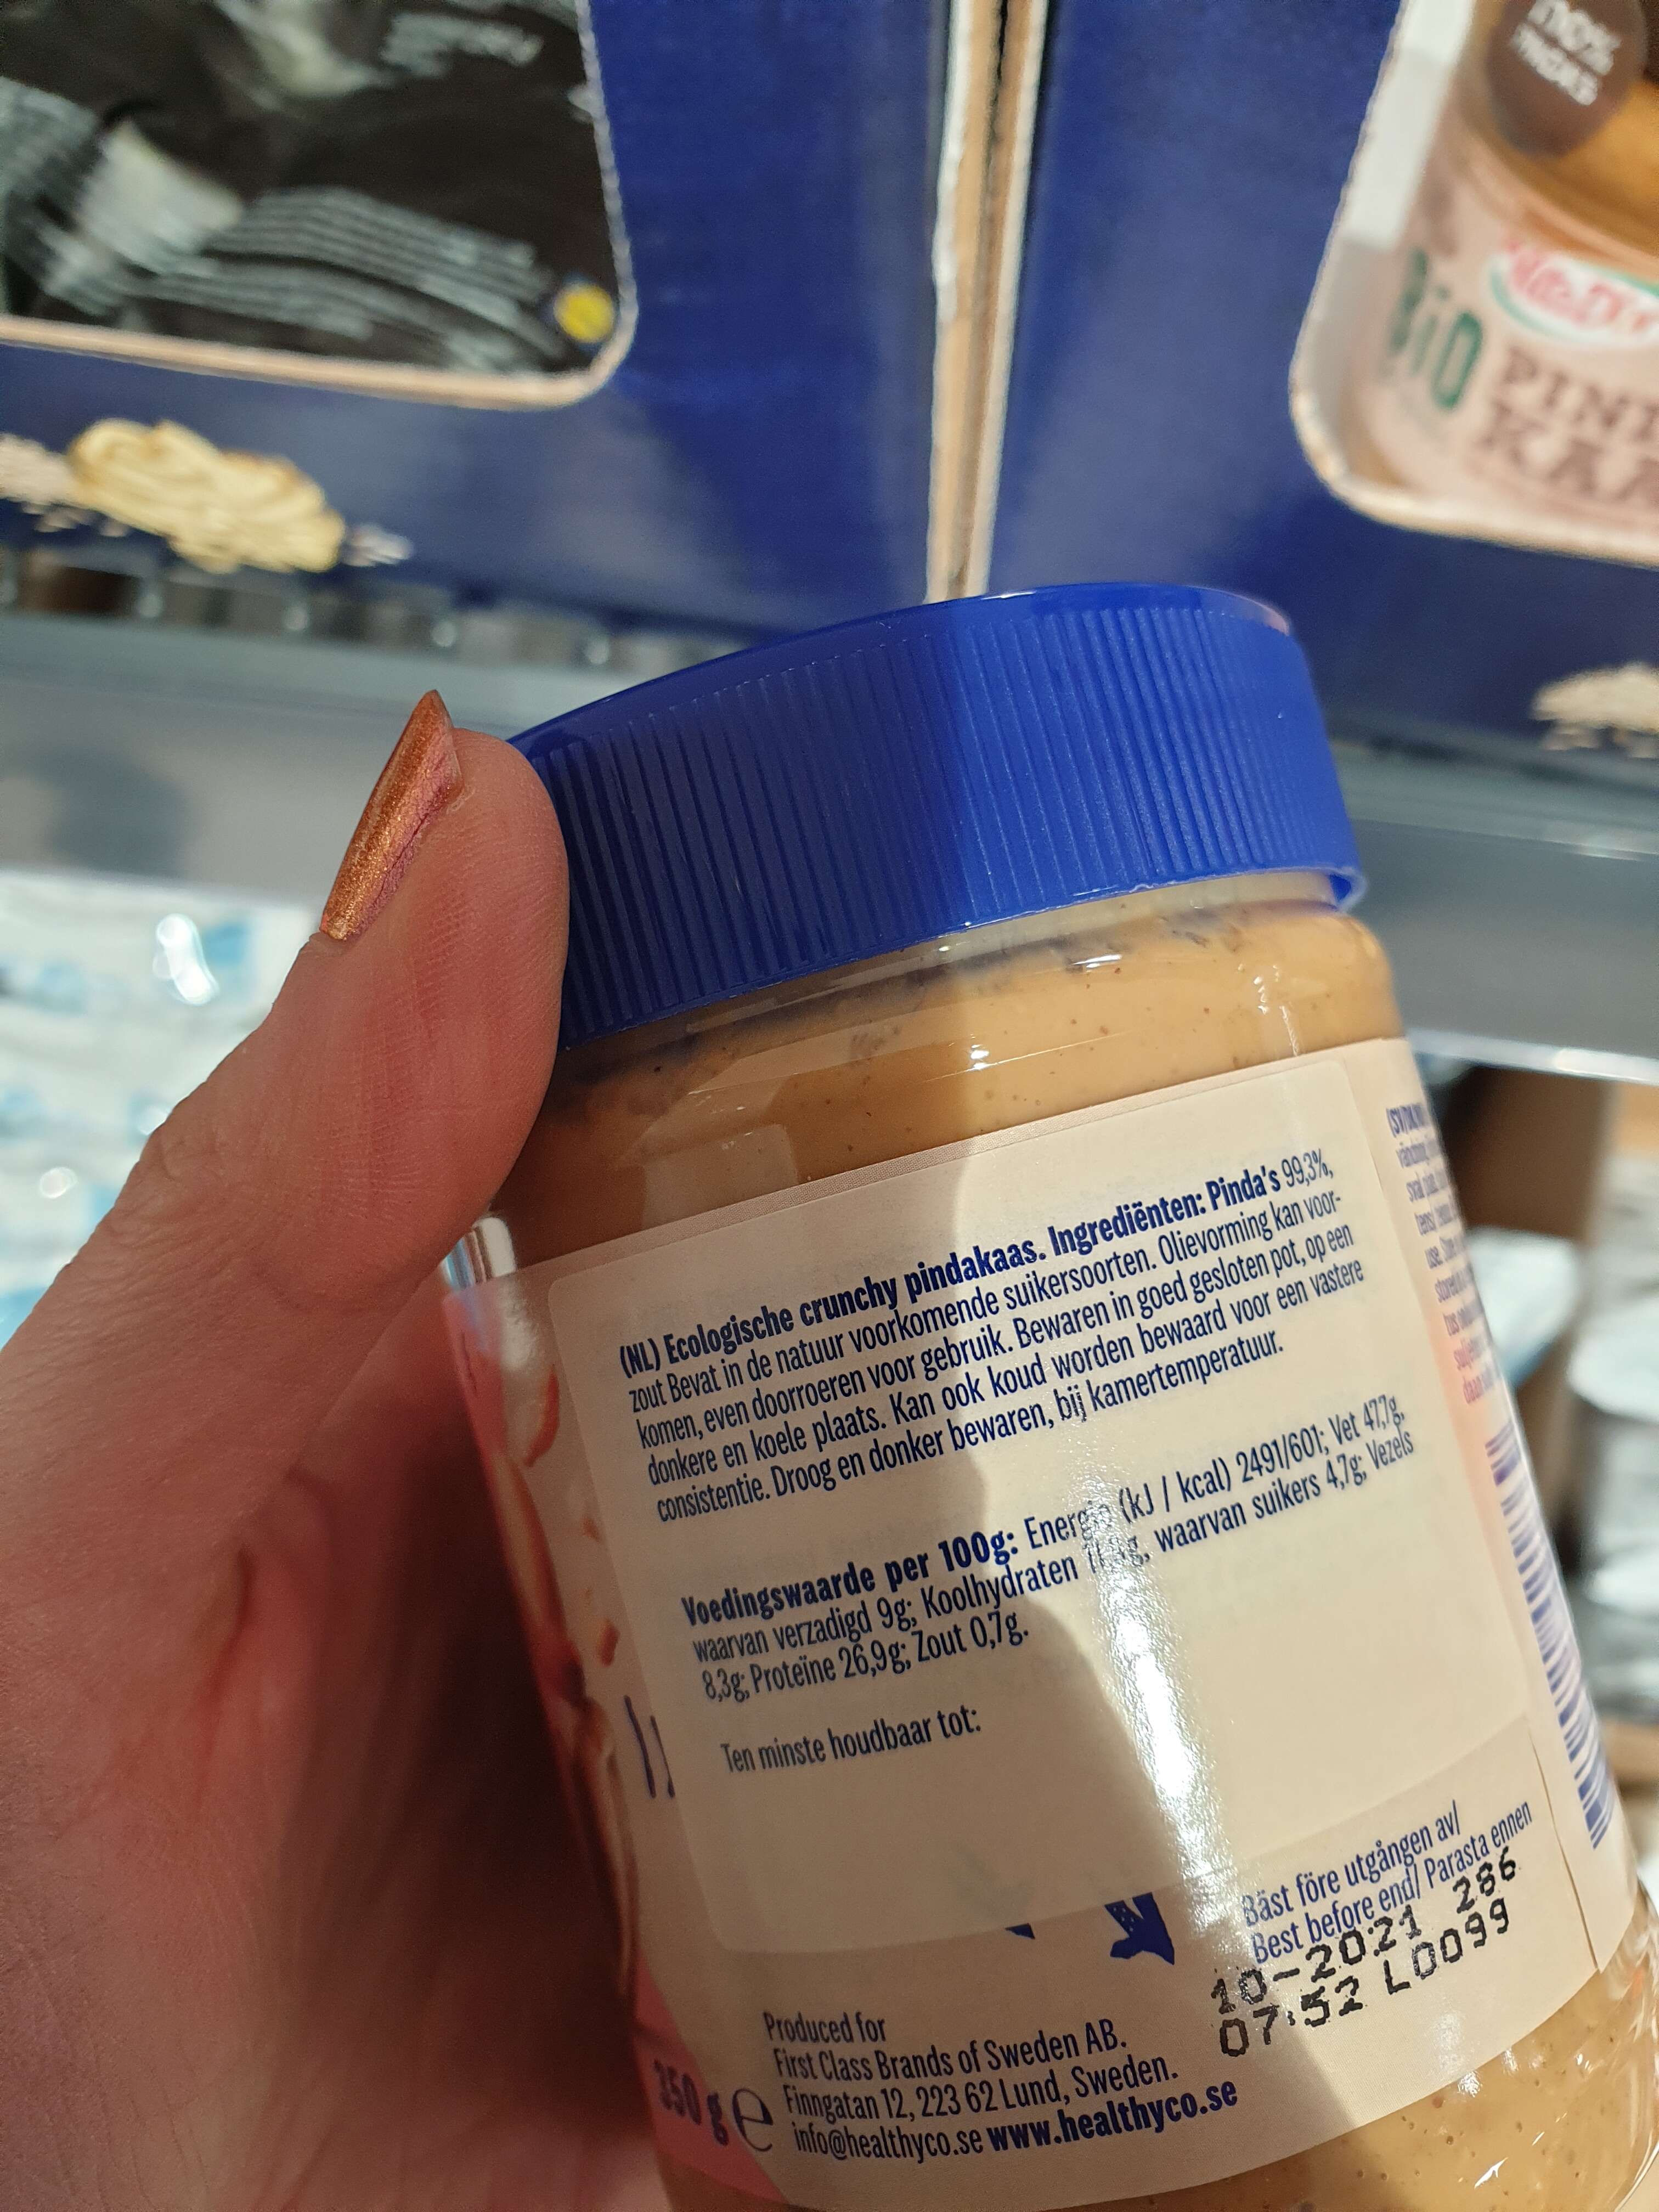 BiO
(NL) Ecologische crunchy pindakaas. Ingrediënten: Pinda's 99,3%,
zout Bevat in de natuur voorkomende suikersoorten. Olievorming kan voor-
komen, even doorroeren voor gebruik. Bewaren in goed gesloten pot, op een
donkere en koele plaats. Kan ook koud worden bewaard voor een vastere
consistentie. Droog en donker bewaren, bij kamertemperatuur.
Voedingswaarde per 100g: Energie (kJ / kcal) 2491/601; Vet 47,7g,
waarvan verzadigd 9g; Koolhydraten waarvan suikers 4,7g; Vezels
8,3g; Proteïne 26,9g; Zout 0,7g.
Ten minste houdbaar tot:
Bäst före utgången av/
Best before end/ Parasta ennen
10-2021 286
07:52 L0099
Produced for
First Class Brands of Sweden AB.
Finngatan 12, 223 62 Lund, Sweden.
info@healthyco.se www.healthyco.se
350 g e